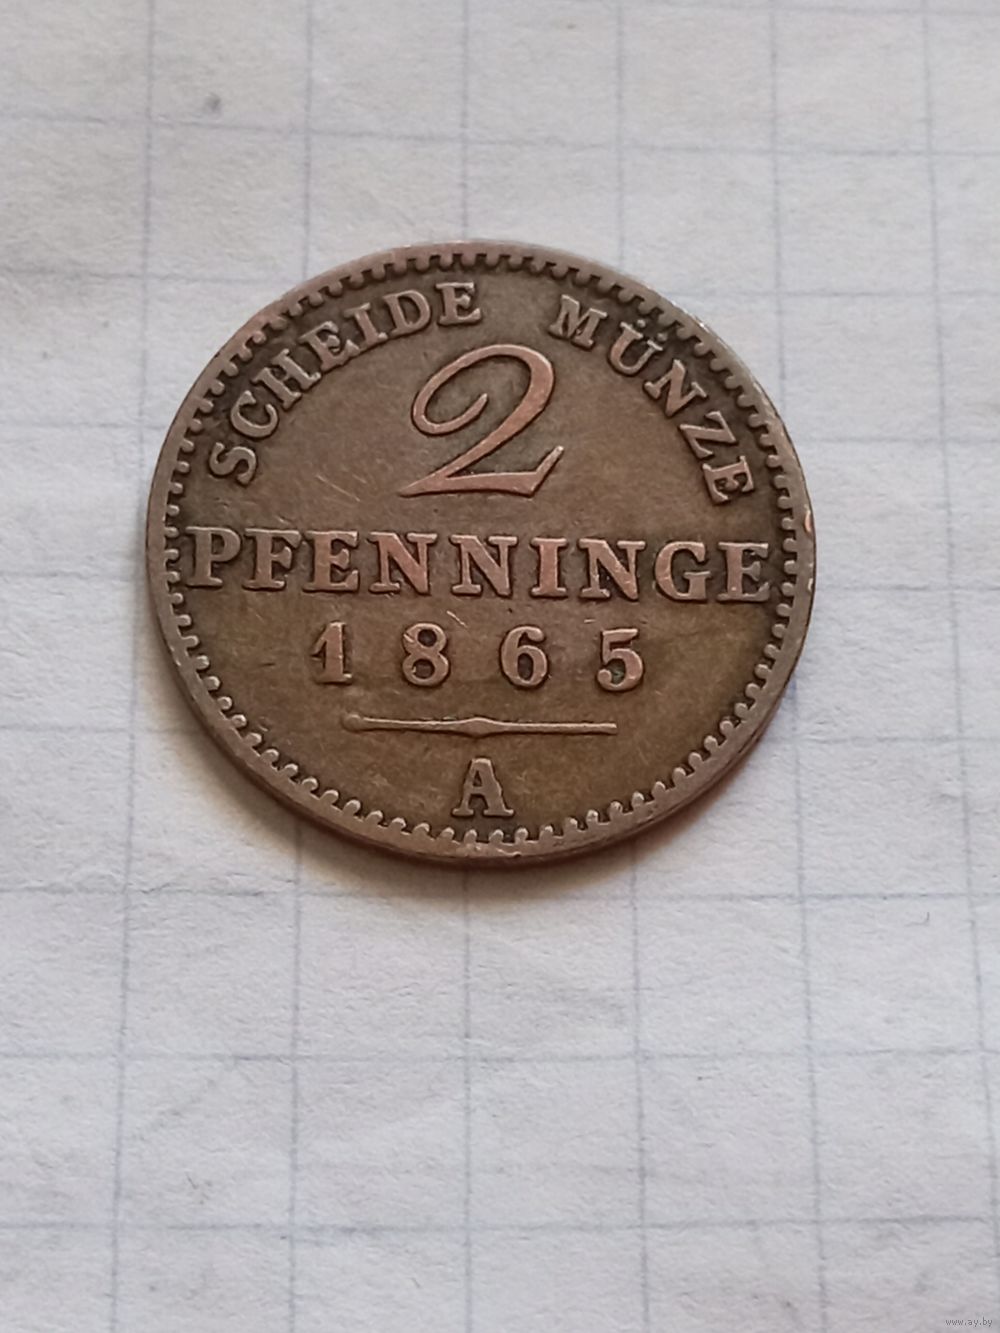 SCHEIDE MÜNZE
2
PFENNINGE
1865
A
www.ay.by